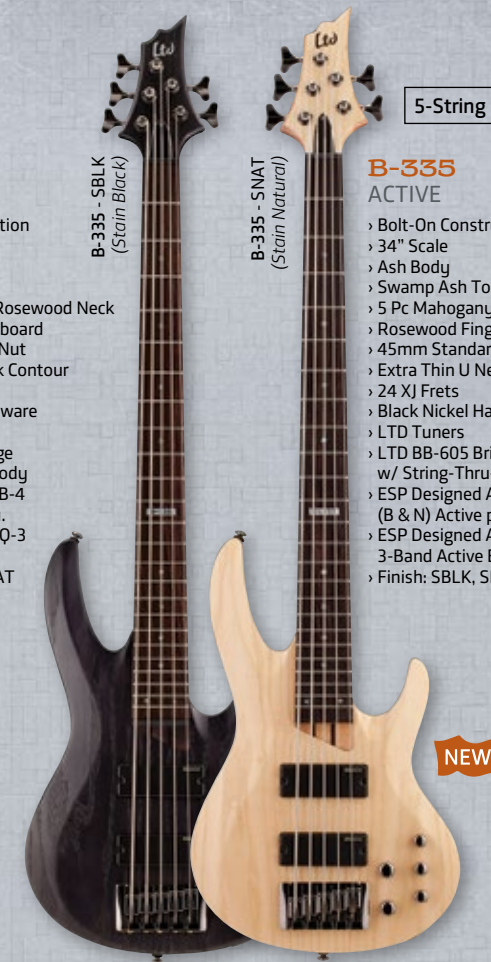 Ltd
Ltd
B-335 - SBLK
(Stain Black)
B-335 - SNAT
(Stain Natural)
tion
Rosewood Neck
board
Nut
k Contour
ware
ge
ody
B-4
.
Q-3
AT
5-String
B-335
ACTIVE
› Bolt-On Constr
› 34" Scale
› Ash Body
› Swamp Ash To
› 5 Pc Mahogany
› Rosewood Fing
› 45mm Standar
› Extra Thin U Ne
› 24 XJ Frets
› Black Nickel Ha
› LTD Tuners
› LTD BB-605 Bri
w/ String-Thru
› ESP Designed A
(B & N) Active p
› ESP Designed A
3-Band Active E
› Finish: SBLK, S
NEW